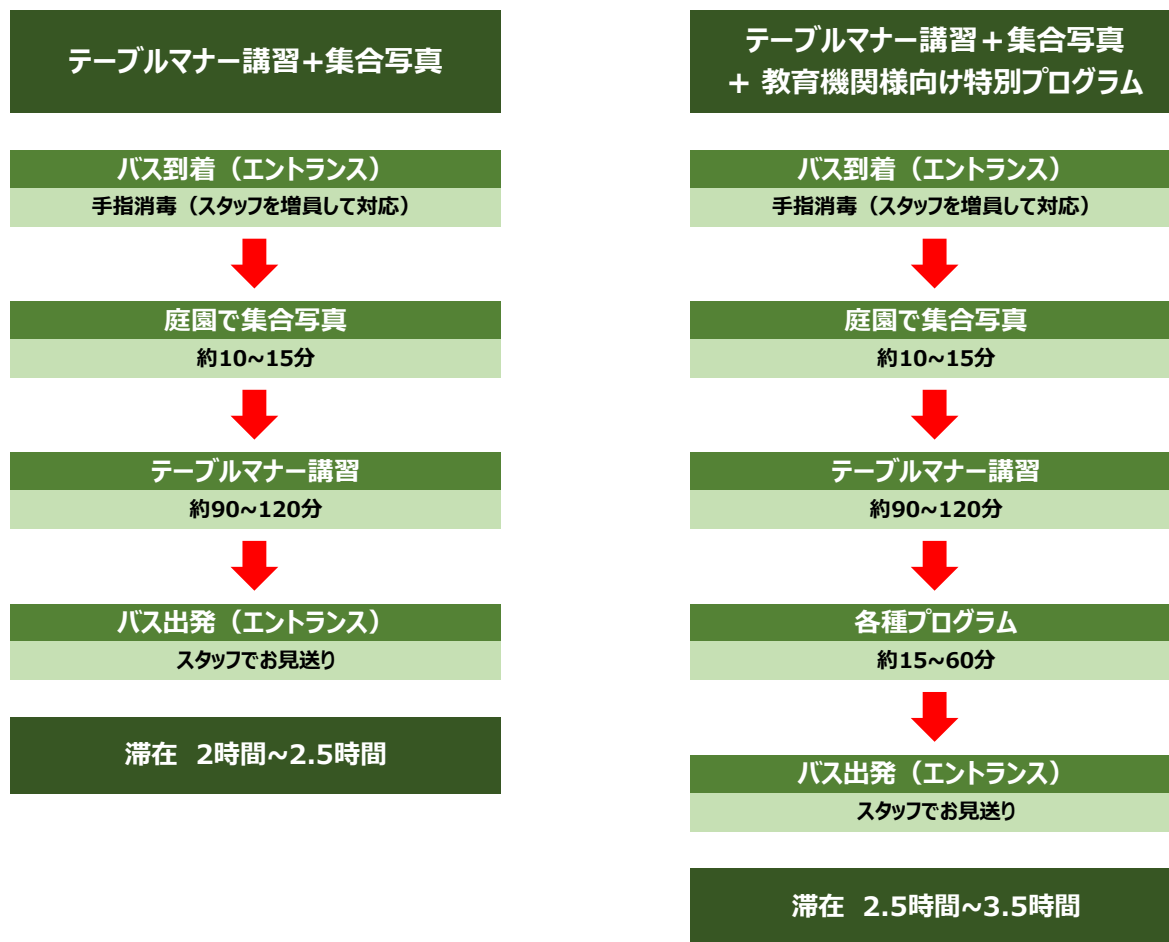 テーブルマナー講習+集合写真
バス到着（エントランス）
手指消毒（スタッフを増員して対応）
庭園で集合写真
約10~15分
テーブルマナー講習
約90~120分
バス出発（エントランス）
スタッフでお見送り
滞在 2時間~2.5時間
テーブルマナー講習＋集合写真
＋ 教育機関様向け特別プログラム
バス到着（エントランス）
手指消毒（スタッフを増員して対応）
庭園で集合写真
約10~15分
テーブルマナー講習
約90~120分
各種プログラム
約15~60分
バス出発（エントランス）
スタッフでお見送り
滞在 2.5時間~3.5時間